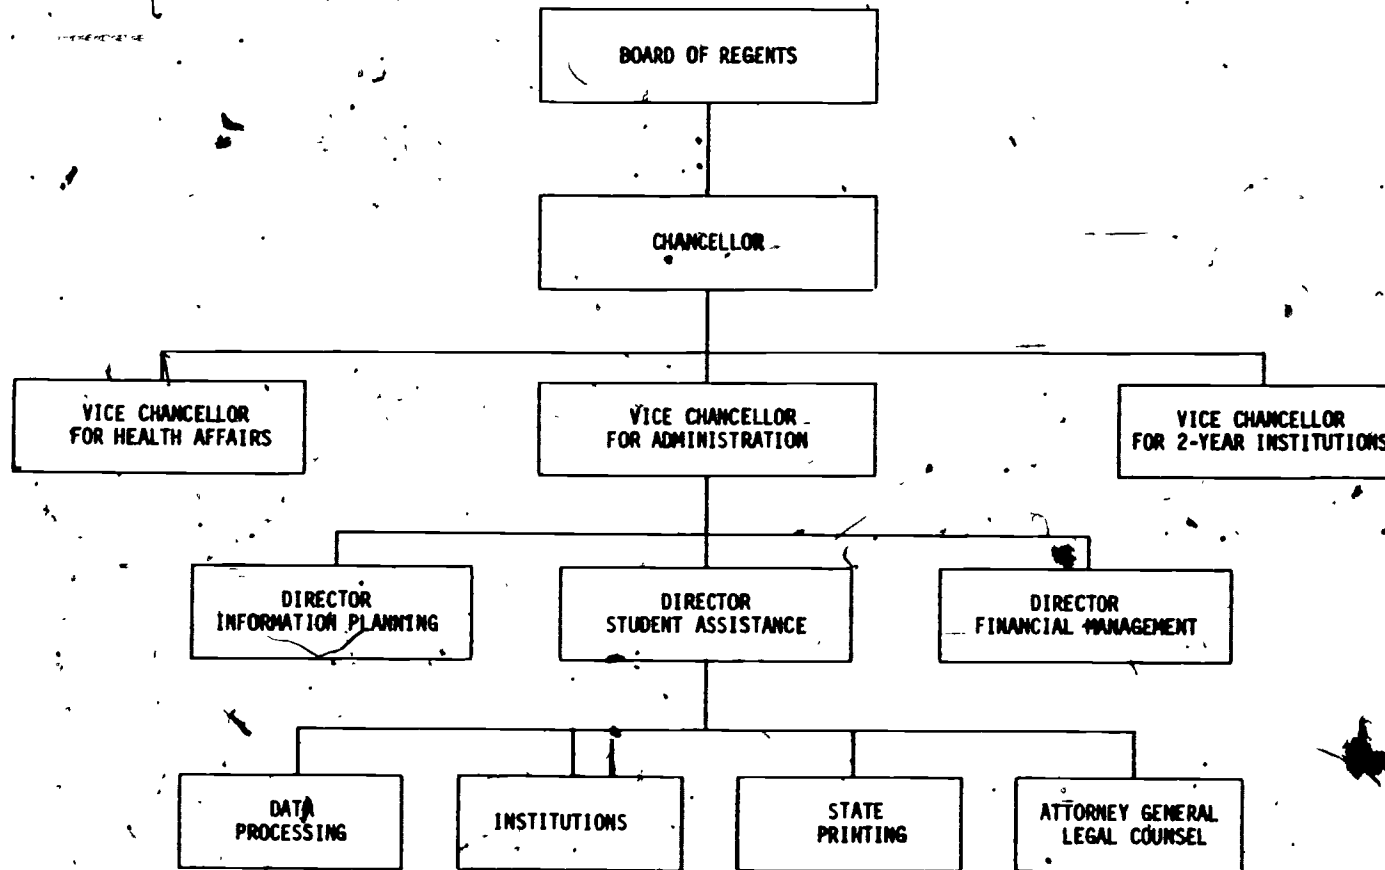 BOARD OF REGENTS
CHANCELLOR
VICE CHANCELLOR
FOR HEALTH AFFAIRS
VICE CHANCELLOR
FOR ADMINISTRATION
VICE CHANCELLOR
FOR 2-YEAR INSTITUTIONS
DIRECTOR
INFORMATION PLANNING
DIRECTOR
STUDENT ASSISTANCE
DIRECTOR
FINANCIAL MANAGEMENT
DATA
PROCESSING
INSTITUTIONS
STATE
PRINTING
ATTORNEY GENERAL
LEGAL COUNSEL